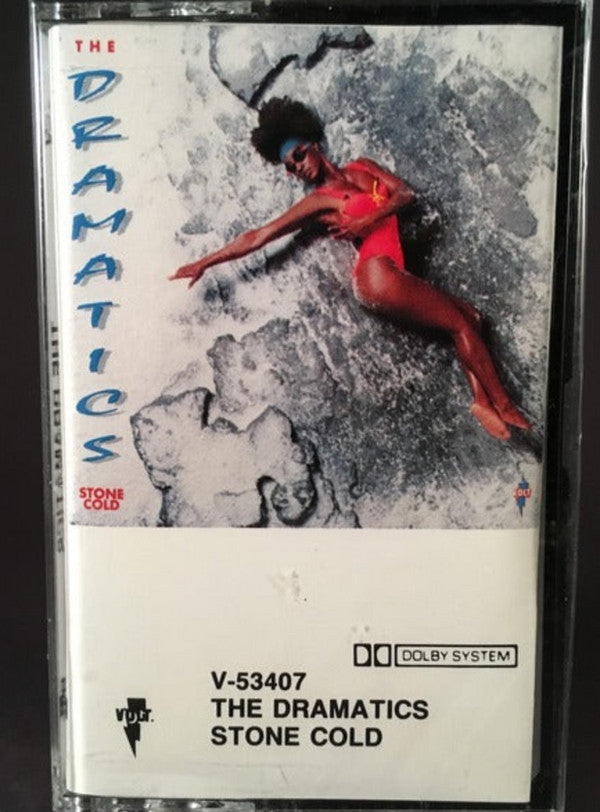 THE
DRAMATICS
STONE
COLD
VOLT
DOLBY SYSTEM
V-53407
THE DRAMATICS
STONE COLD
VOLT.